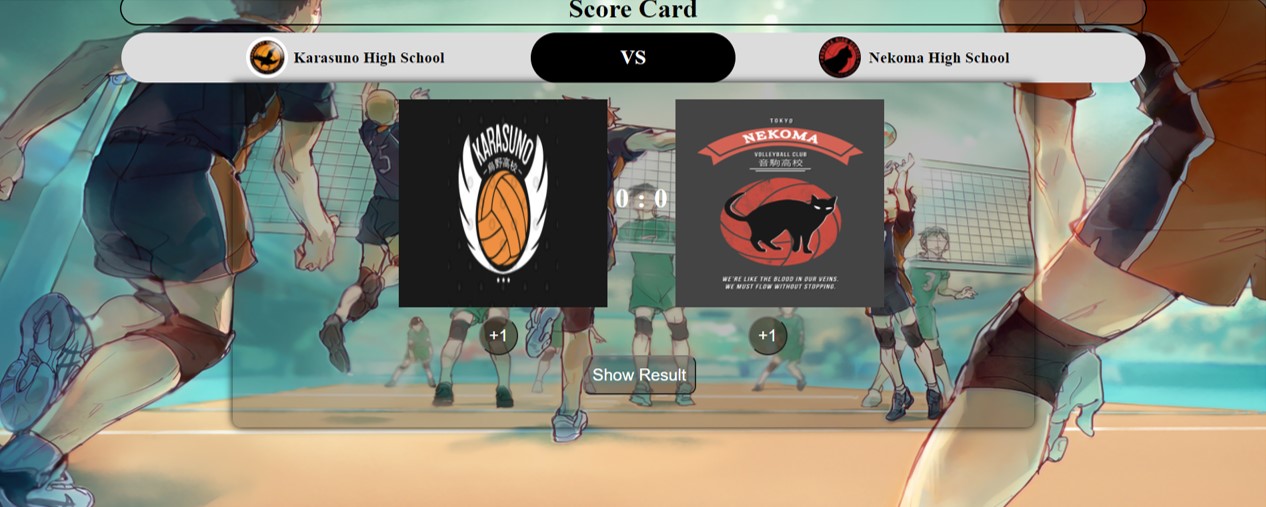 Score Card
Karasuno High School
VS
Nekoma High School
KARASUNO
烏野高校
0 : 0
TOKYO
NEKOMA
VOLLEYBALL CLUB
音駒高校
WE'RE LIKE THE BLOOD IN OUR VEINS.
WE MUST FLOW WITHOUT STOPPING.
+1
+1
Show Result
5
3